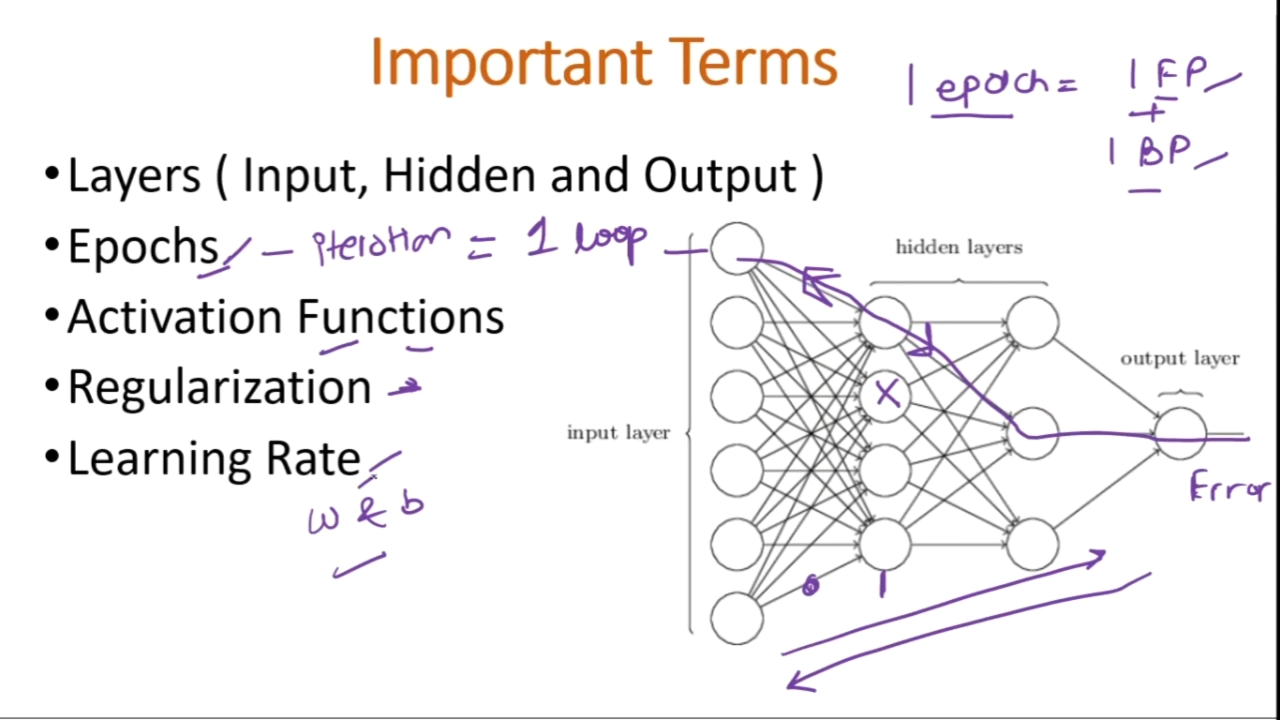 Important Terms
1 epoch = 1 FP
+
1 BP
• Layers ( Input, Hidden and Output )
• Epochs – iteration = 1 loop
• Activation Functions
• Regularization
• Learning Rate
w & b
hidden layers
output layer
input layer
X
Error
0 1